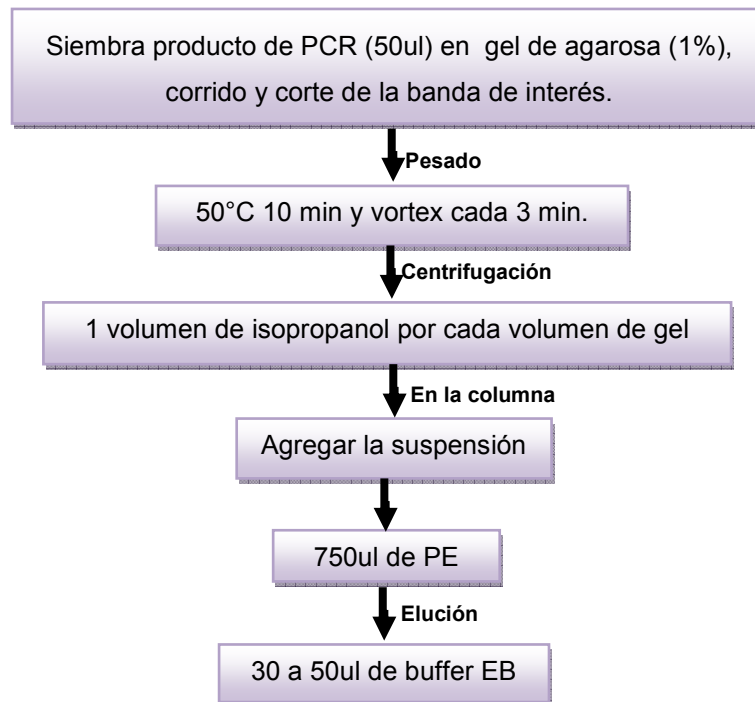 Siembra producto de PCR (50ul) en gel de agarosa (1%),
corrido y corte de la banda de interés.
Pesado
50°C 10 min y vortex cada 3 min.
Centrifugación
1 volumen de isopropanol por cada volumen de gel
En la columna
Agregar la suspensión
750ul de PE
Elución
30 a 50ul de buffer EB